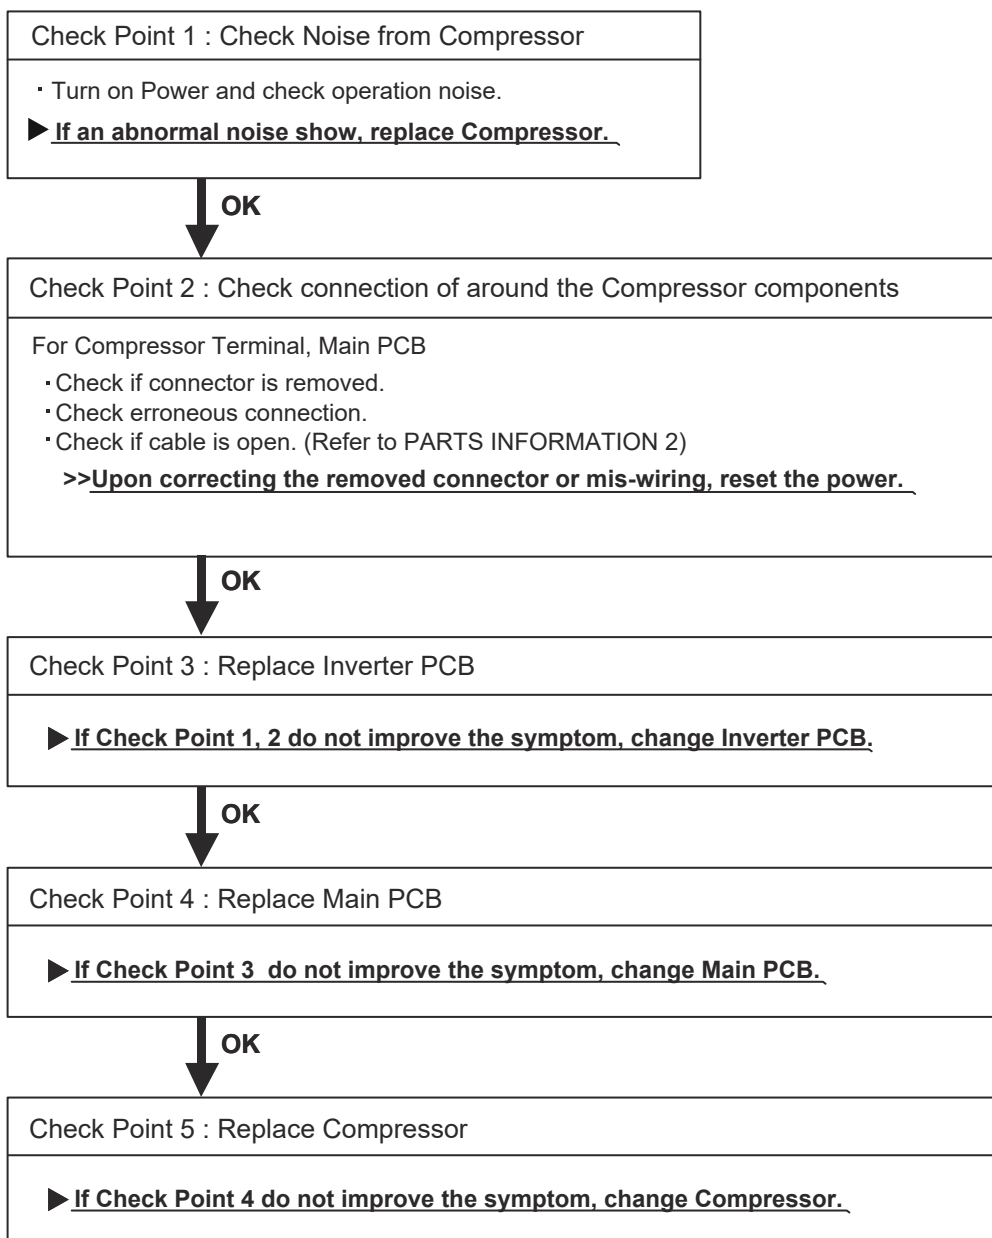 Check Point 1 : Check Noise from Compressor
・Turn on Power and check operation noise.
▶ If an abnormal noise show, replace Compressor.
OK
Check Point 2 : Check connection of around the Compressor components
For Compressor Terminal, Main PCB
・Check if connector is removed.
・Check erroneous connection.
・Check if cable is open. (Refer to PARTS INFORMATION 2)
>>Upon correcting the removed connector or mis-wiring, reset the power.
OK
Check Point 3 : Replace Inverter PCB
▶ If Check Point 1, 2 do not improve the symptom, change Inverter PCB.
OK
Check Point 4 : Replace Main PCB
▶ If Check Point 3 do not improve the symptom, change Main PCB.
OK
Check Point 5 : Replace Compressor
▶ If Check Point 4 do not improve the symptom, change Compressor.